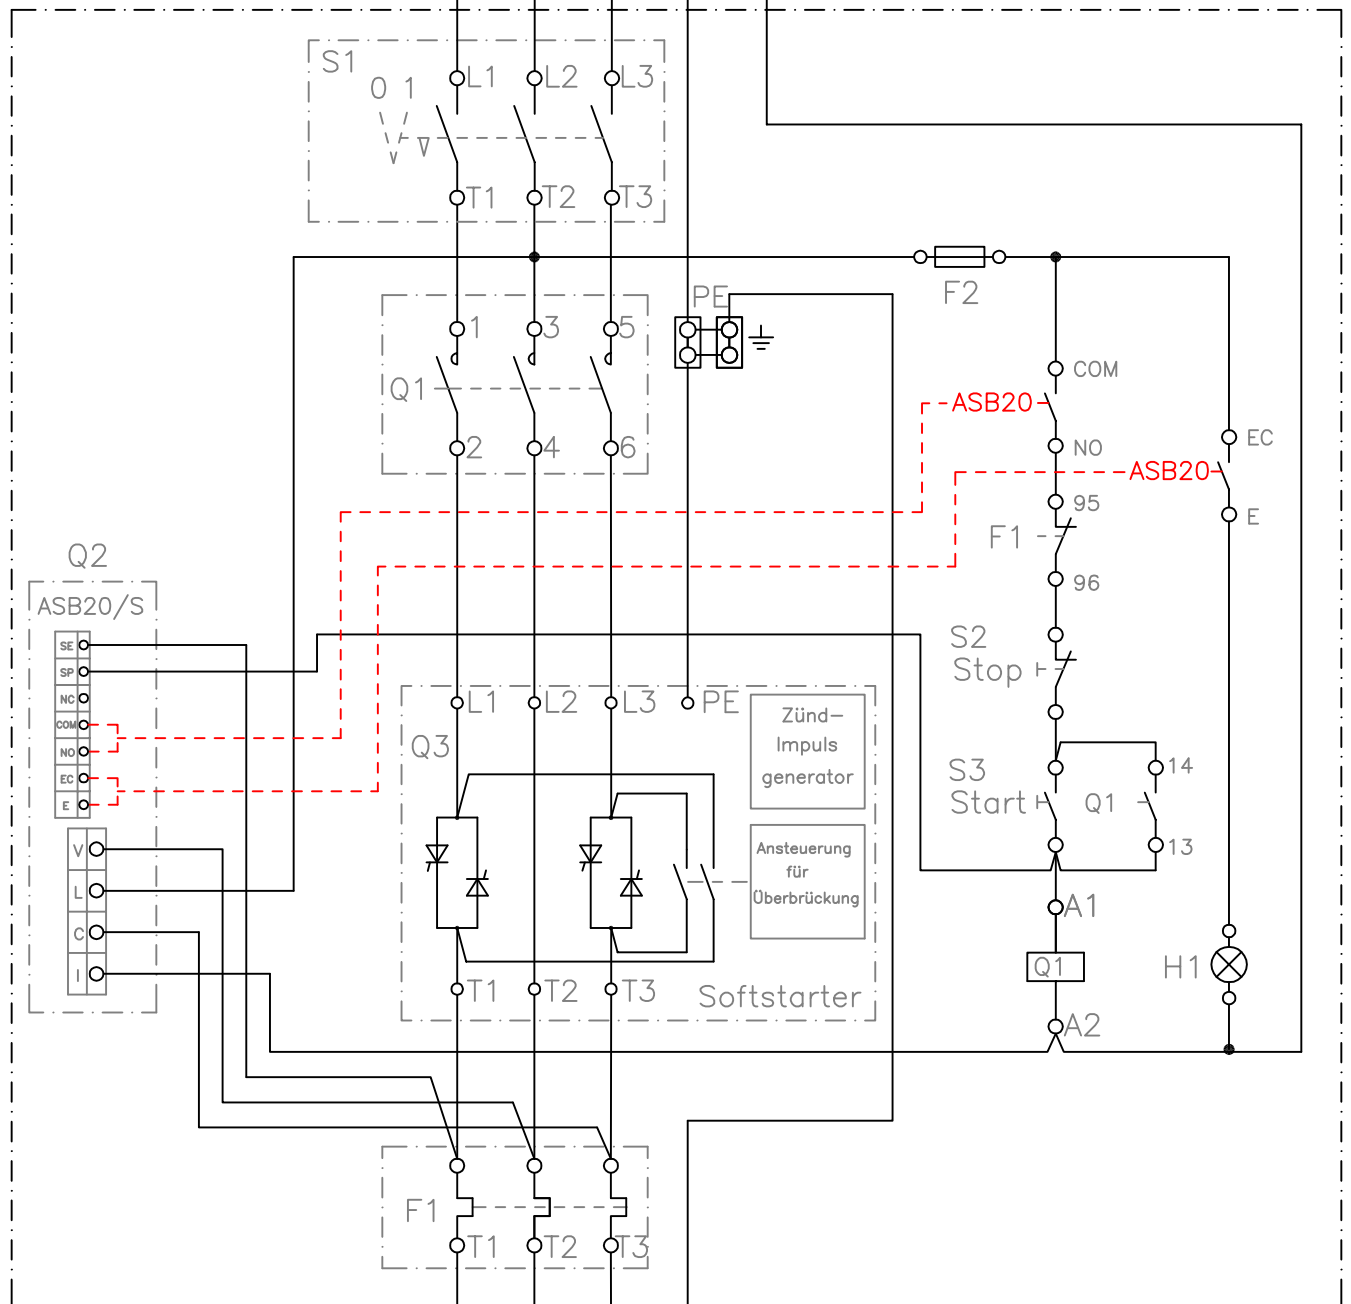 S1
0 1
L1 L2 L3
T1 T2 T3
F2
PE
1 3 5
Q1
2 4 6
COM
ASB20
NO
EC
ASB20
E
95
F1
96
Q2
ASB20/S
SE
SP
NC
COM
NO
EC
E
V
L
C
I
S2
Stop
L1 L2 L3 PE
Q3
Zünd-
Impuls
generator
Ansteuerung
für
Überbrückung
T1 T2 T3
Softstarter
S3
Start
Q1
14
13
A1
Q1
A2
H1
F1
T1 T2 T3